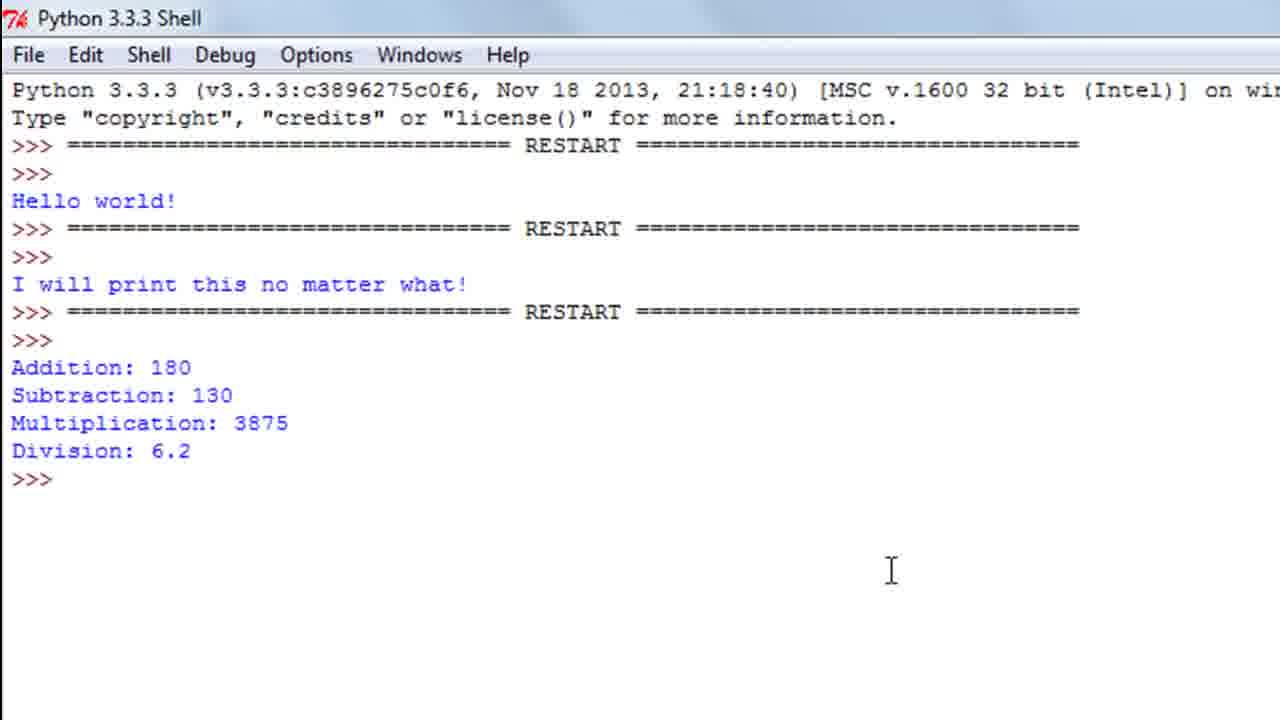 Python 3.3.3 Shell
File Edit Shell Debug Options Windows Help
Python 3.3.3 (v3.3.3:c3896275c0f6, Nov 18 2013, 21:18:40) [MSC v.1600 32 bit (Intel)] on
Type "copyright", "credits" or "license()" for more information.
>>> ================================ RESTART ================================
>>>
Hello world!
>>> ================================ RESTART ================================
>>>
I will print this no matter what!
>>> ================================ RESTART ================================
>>>
Addition: 180
Subtraction: 130
Multiplication: 3875
Division: 6.2
>>>